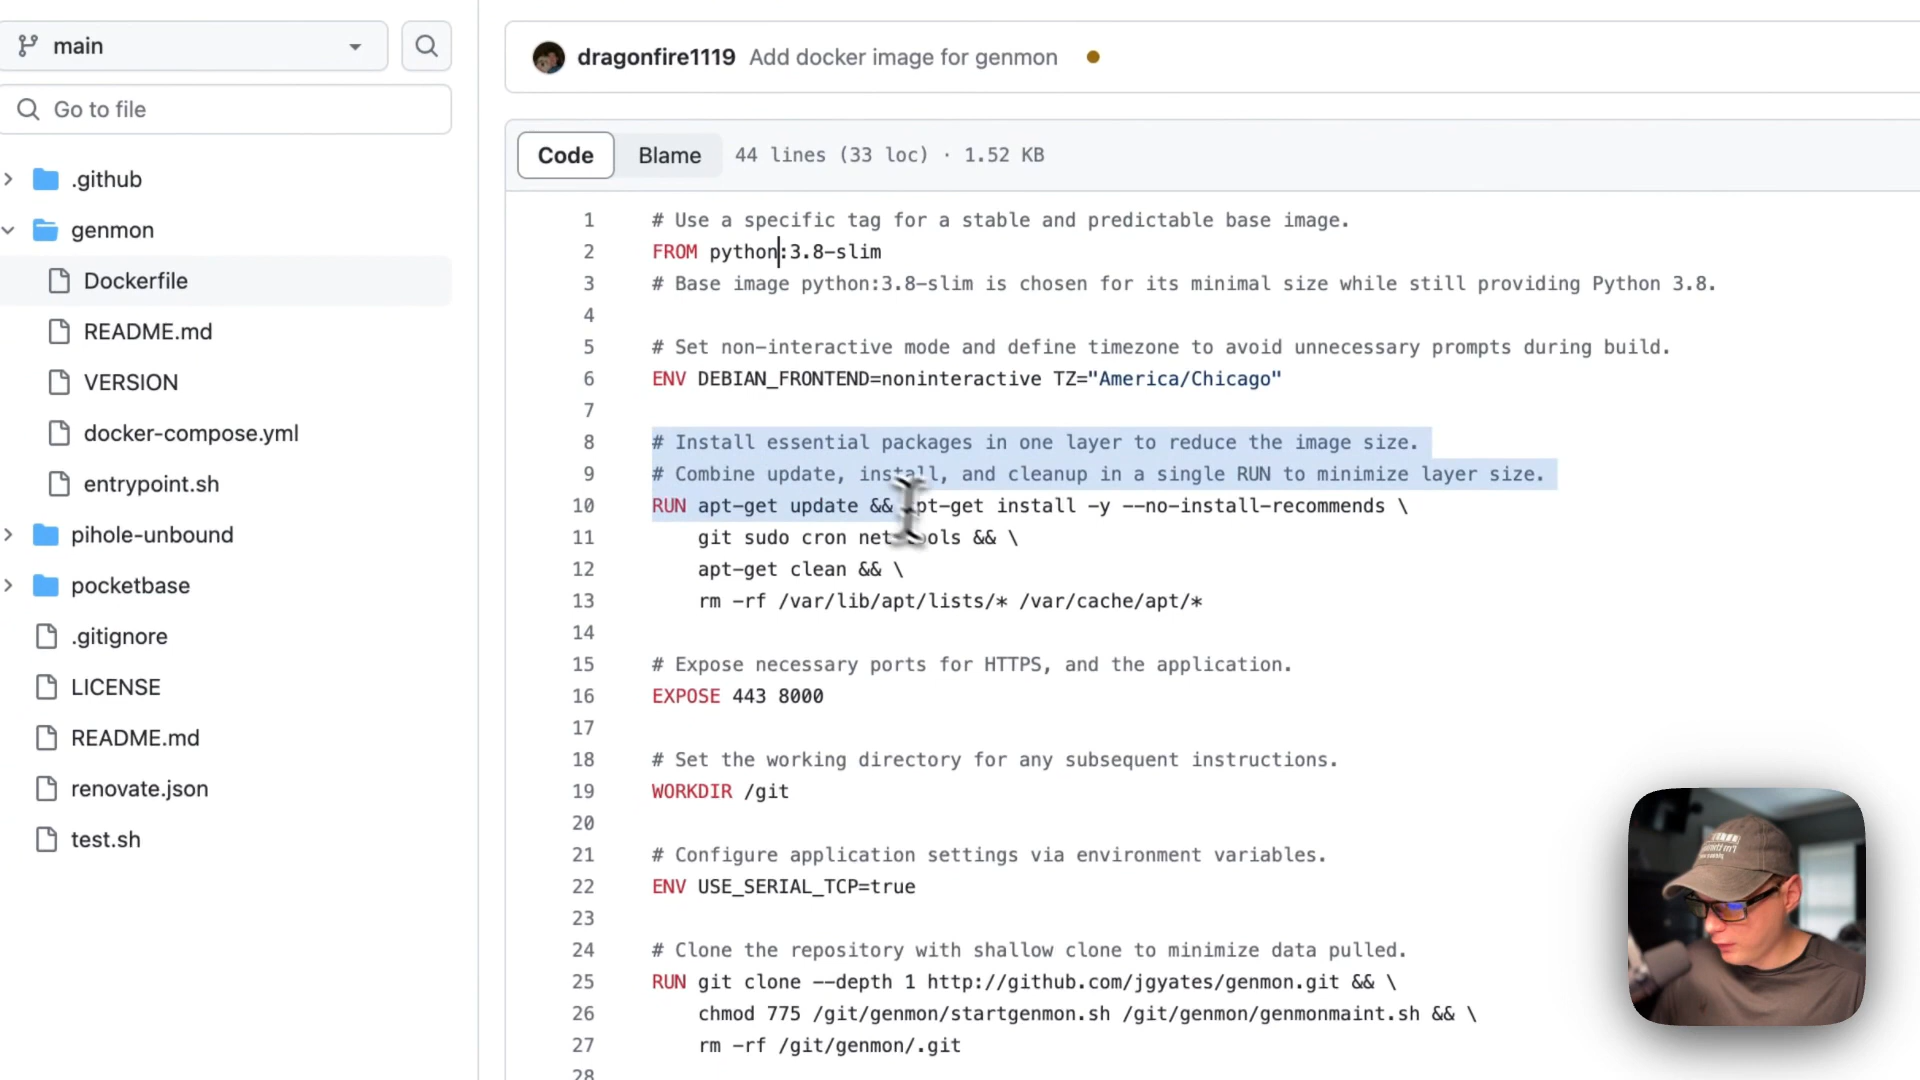 main
dragonfire1119 Add docker image for genmon
Go to file
Code Blame 44 lines (33 loc) · 1.52 KB
.github
genmon
Dockerfile
README.md
VERSION
docker-compose.yml
entrypoint.sh
pihole-unbound
pocketbase
.gitignore
LICENSE
README.md
renovate.json
test.sh
1 # Use a specific tag for a stable and predictable base image.
2 FROM python:3.8-slim
3 # Base image python:3.8-slim is chosen for its minimal size while still providing Python 3.8.
4
5 # Set non-interactive mode and define timezone to avoid unnecessary prompts during build.
6 ENV DEBIAN_FRONTEND=noninteractive TZ="America/Chicago"
7
8 # Install essential packages in one layer to reduce the image size.
9 # Combine update, install, and cleanup in a single RUN to minimize layer size.
10 RUN apt-get update && apt-get install -y --no-install-recommends \
11 git sudo cron net-tools && \
12 apt-get clean && \
13 rm -rf /var/lib/apt/lists/* /var/cache/apt/*
14
15 # Expose necessary ports for HTTPS, and the application.
16 EXPOSE 443 8000
17
18 # Set the working directory for any subsequent instructions.
19 WORKDIR /git
20
21 # Configure application settings via environment variables.
22 ENV USE_SERIAL_TCP=true
23
24 # Clone the repository with shallow clone to minimize data pulled.
25 RUN git clone --depth 1 http://github.com/jgyates/genmon.git && \
26 chmod 775 /git/genmon/startgenmon.sh /git/genmon/genmonmaint.sh && \
27 rm -rf /git/genmon/.git
28